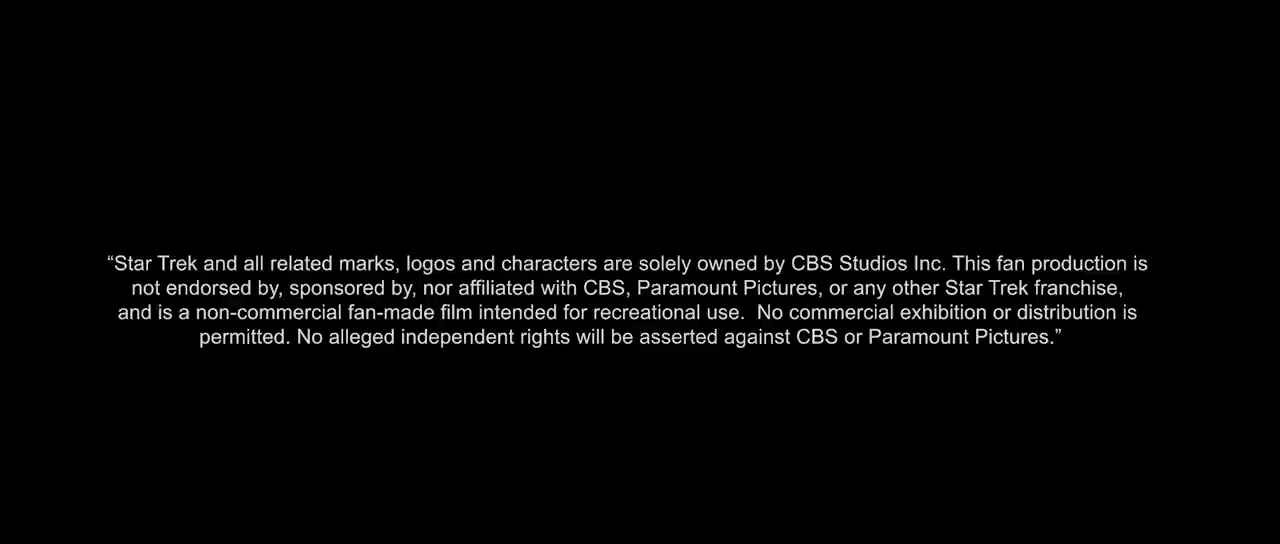 “Star Trek and all related marks, logos and characters are solely owned by CBS Studios Inc. This fan production is
not endorsed by, sponsored by, nor affiliated with CBS, Paramount Pictures, or any other Star Trek franchise,
and is a non-commercial fan-made film intended for recreational use.  No commercial exhibition or distribution is
permitted. No alleged independent rights will be asserted against CBS or Paramount Pictures.”